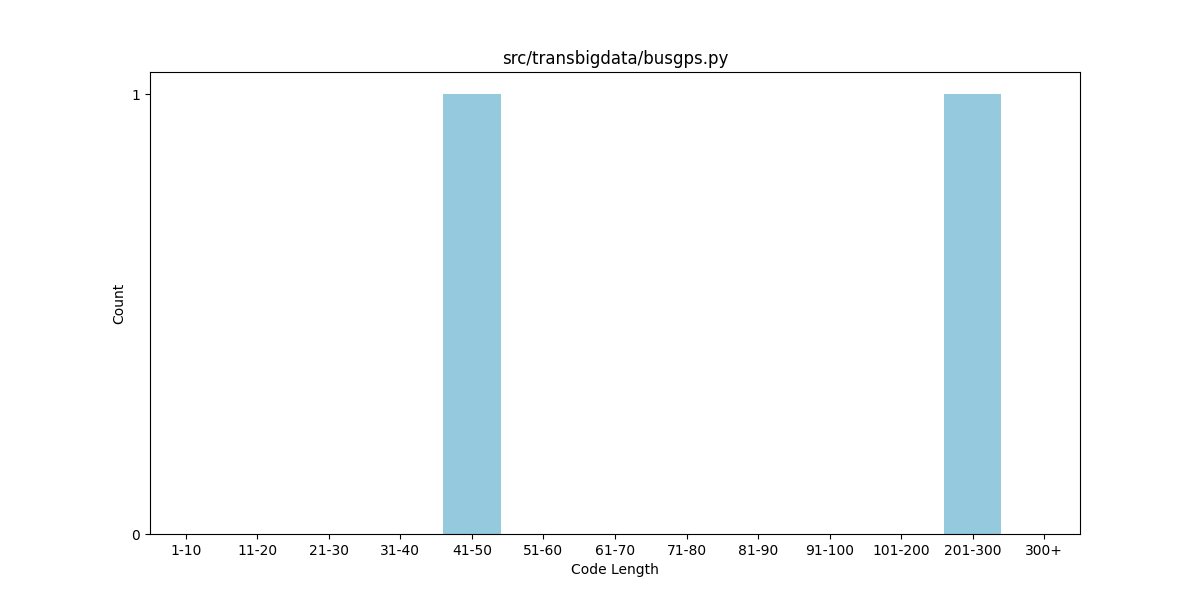 src/transbigdata/busgps.py
1
0
Count
1-10 11-20 21-30 31-40 41-50 51-60 61-70 71-80 81-90 91-100 101-200 201-300 300+
Code Length